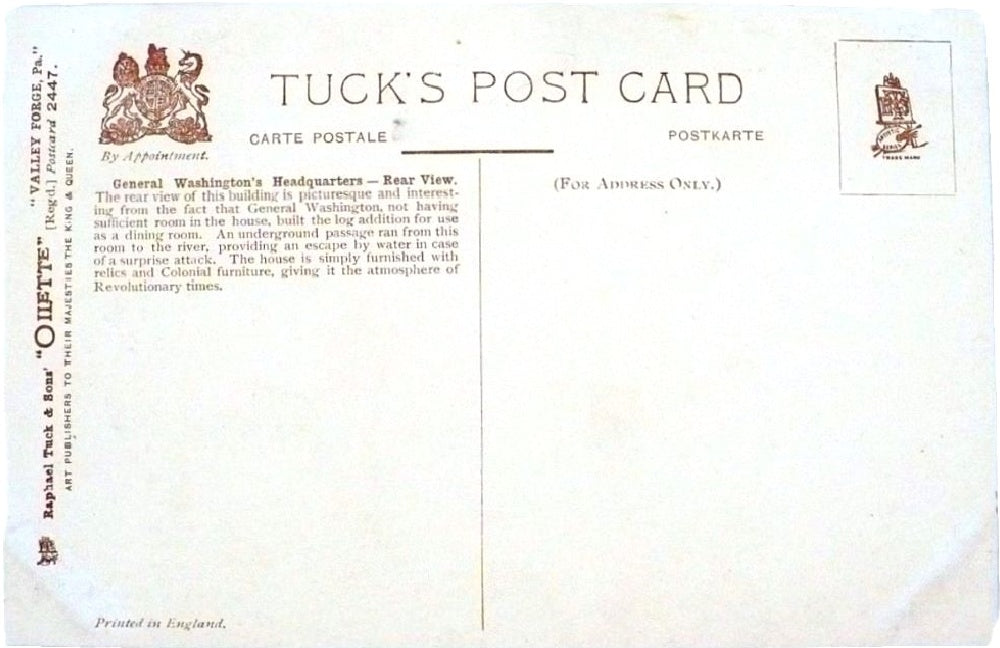 TUCK'S POST CARD
CARTE POSTALE
POSTKARTE
By Appointment.
General Washington's Headquarters — Rear View.
The rear view of this building is picturesque and interest-
ing from the fact that General Washington, not having
sufficient room in the house, built the log addition for use
as a dining room. An underground passage ran from this
room to the river, providing an escape by water in case
of a surprise attack. The house is simply furnished with
relics and Colonial furniture, giving it the atmosphere of
Revolutionary times.
(FOR ADDRESS ONLY.)
ARTISTIC
SERIES
TRADE MARK
Raphael Tuck & Sons' "OILETTE" [Regd.] Postcard 2447.
"VALLEY FORGE, Pa."
ART PUBLISHERS TO THEIR MAJESTIES THE KING & QUEEN.
Printed in England.